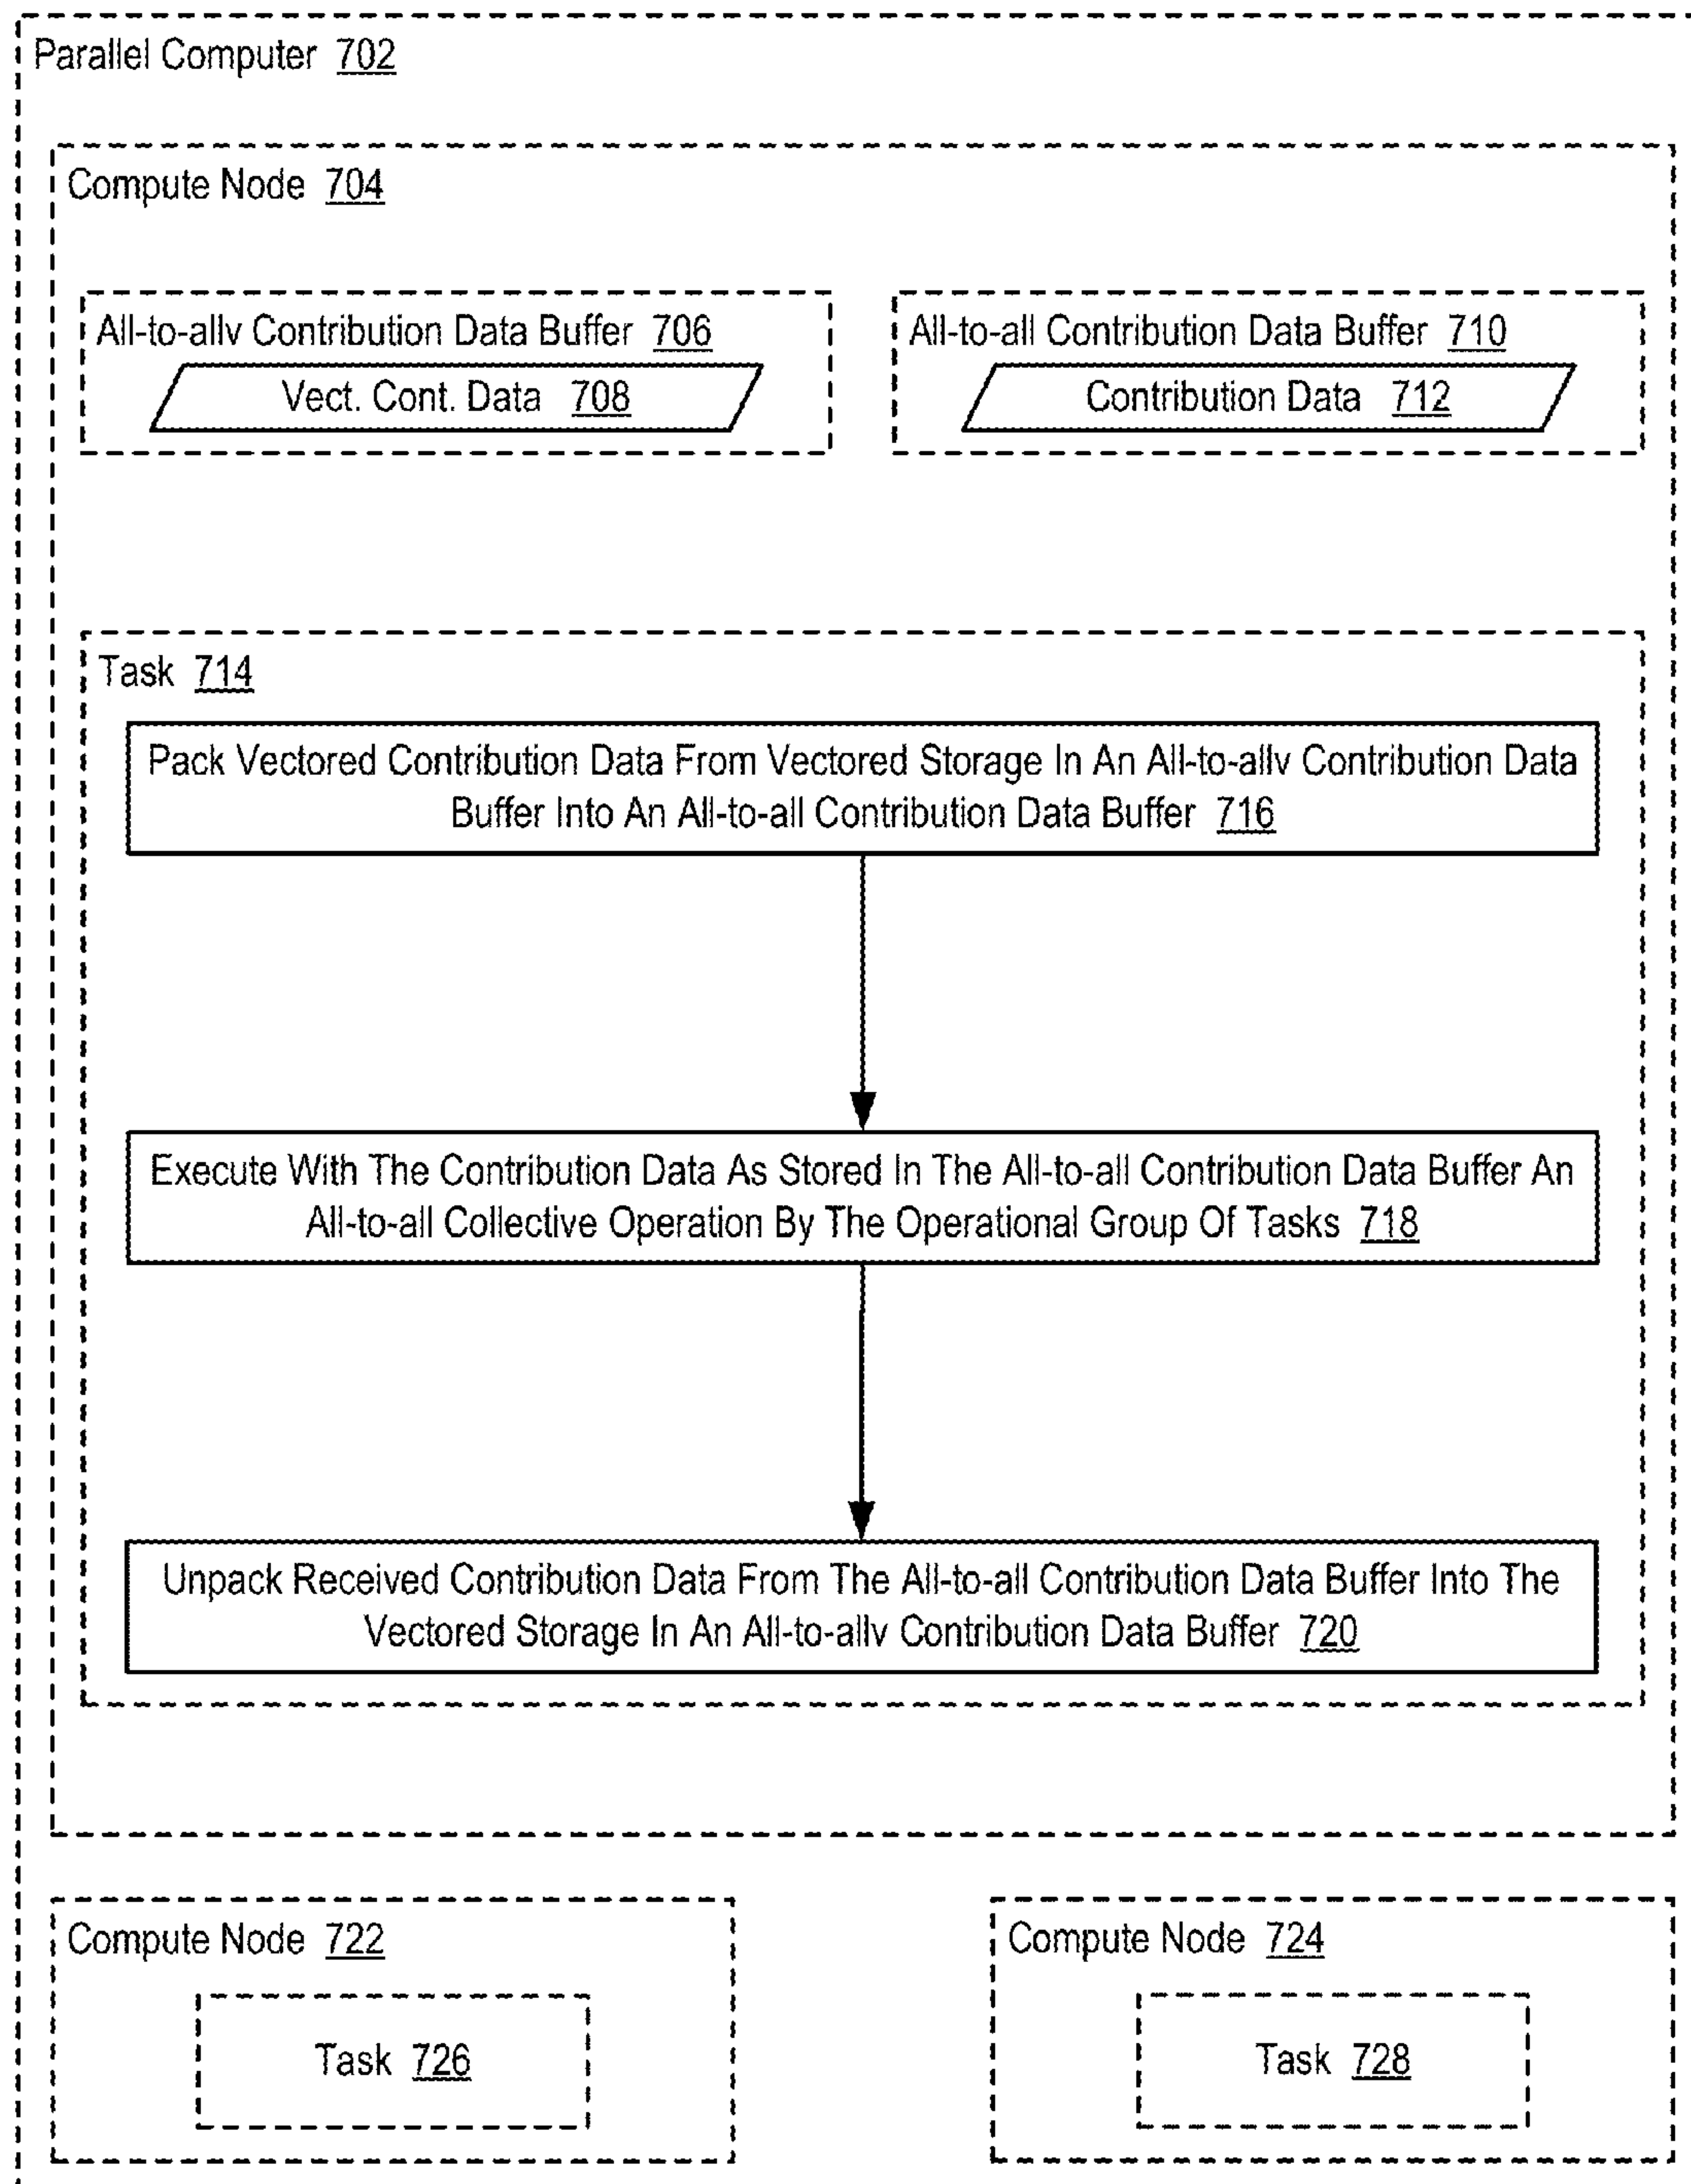 Parallel Computer 702
Compute Node 704
All-to-allv Contribution Data Buffer 706
Vect. Cont. Data 708
All-to-all Contribution Data Buffer 710
Contribution Data 712
Task 714
Pack Vectored Contribution Data From Vectored Storage In An All-to-allv Contribution Data
Buffer Into An All-to-all Contribution Data Buffer 716
Execute With The Contribution Data As Stored In The All-to-all Contribution Data Buffer An
All-to-all Collective Operation By The Operational Group Of Tasks 718
Unpack Received Contribution Data From The All-to-all Contribution Data Buffer Into The
Vectored Storage In An All-to-allv Contribution Data Buffer 720
Compute Node 722
Task 726
Compute Node 724
Task 728